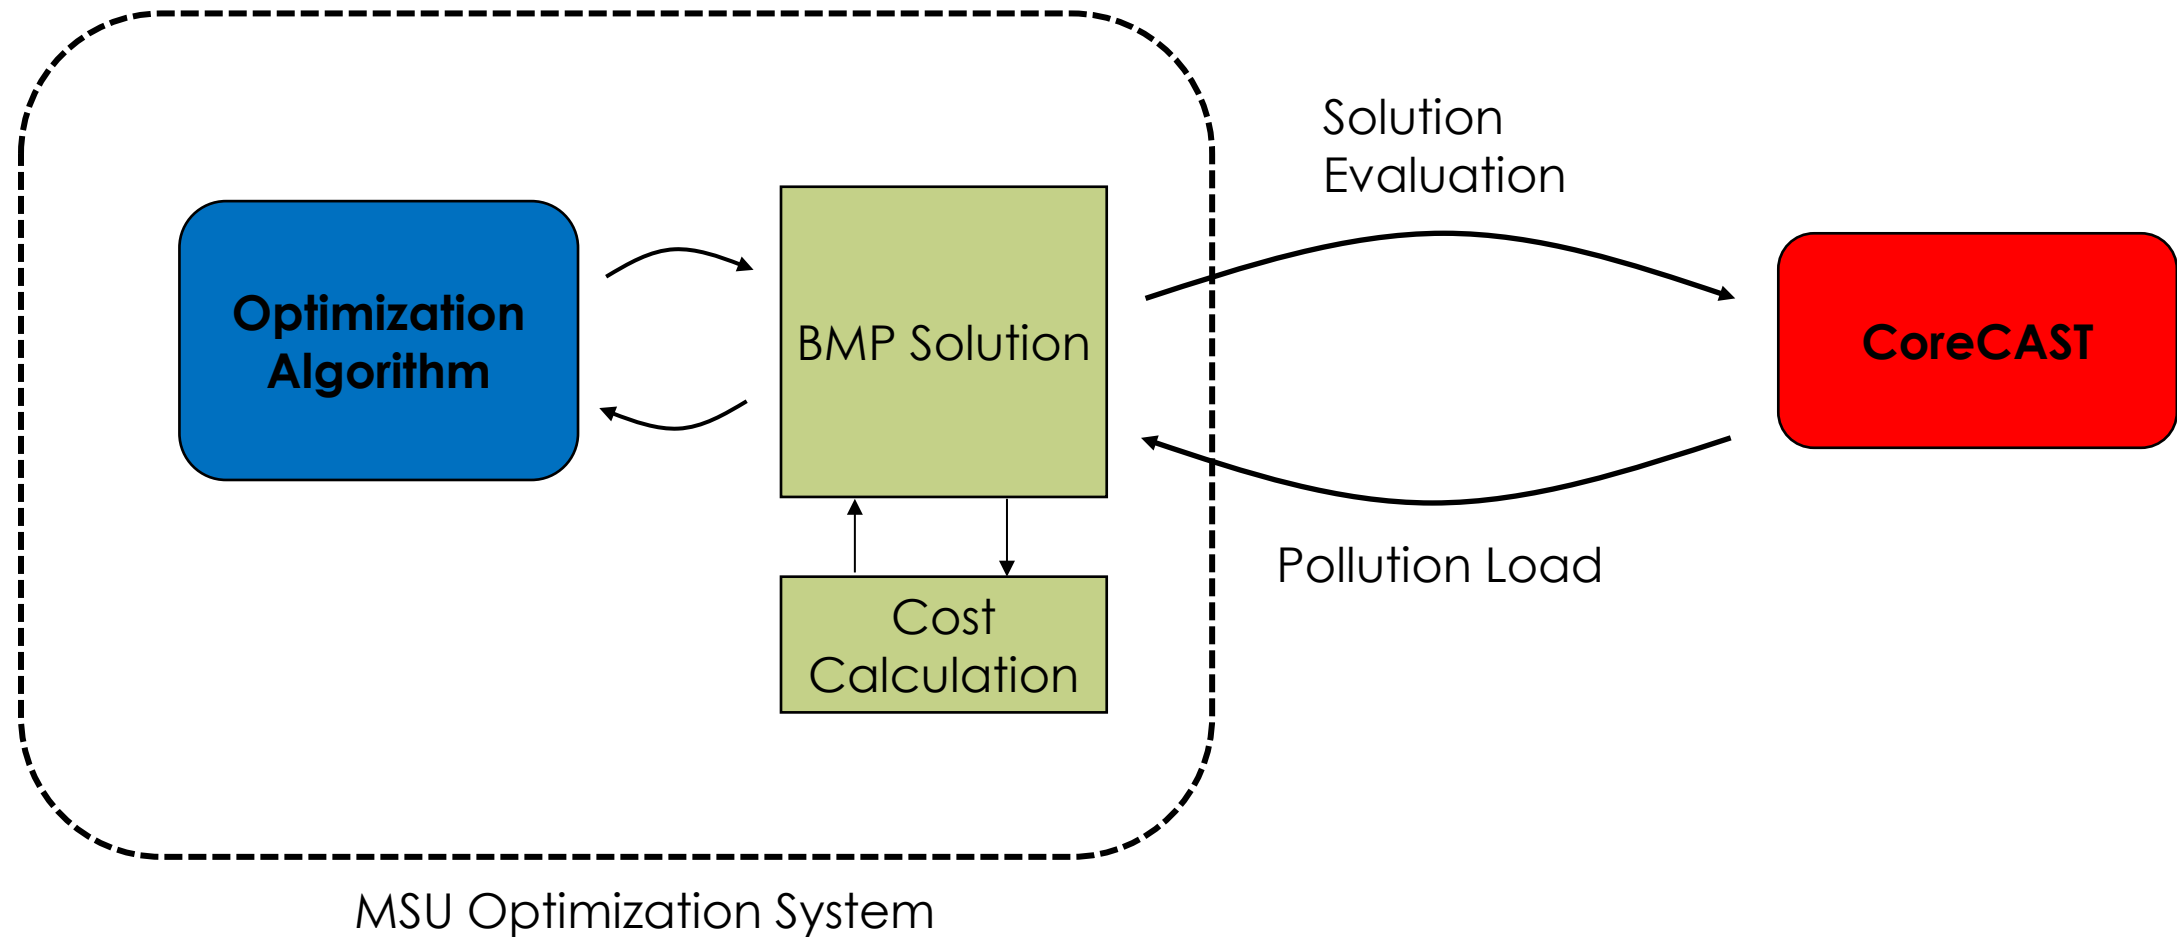 Solution
Evaluation
Optimization
Algorithm
BMP Solution
CoreCAST
Pollution Load
Cost
Calculation
MSU Optimization System